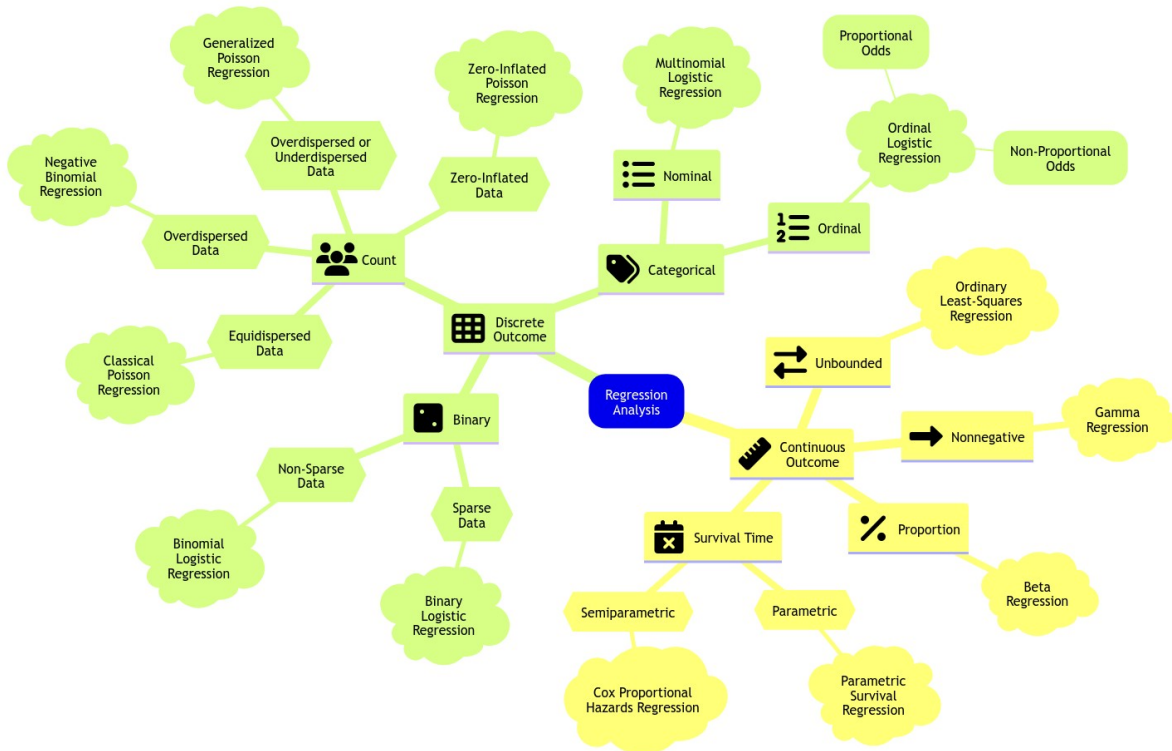 Generalized
Poisson
Regression
Zero-Inflated
Poisson
Regression
Multinomial
Logistic
Regression
Proportional
Odds
Overdispersed or
Underdispersed
Data
Ordinal
Logistic
Regression
Non-Proportional
Odds
Negative
Binomial
Regression
Zero-Inflated
Data
Nominal
Overdispersed
Data
1
2
Ordinal
Count
Categorical
Ordinary
Least-Squares
Regression
Equidispersed
Data
Discrete
Outcome
Classical
Poisson
Regression
Unbounded
Regression
Analysis
Binary
Gamma
Regression
Nonnegative
Continuous
Outcome
Non-Sparse
Data
Sparse
Data
Survival Time
%
Proportion
Binomial
Logistic
Regression
Beta
Regression
Binary
Logistic
Regression
Semiparametric
Parametric
Cox Proportional
Hazards Regression
Parametric
Survival
Regression